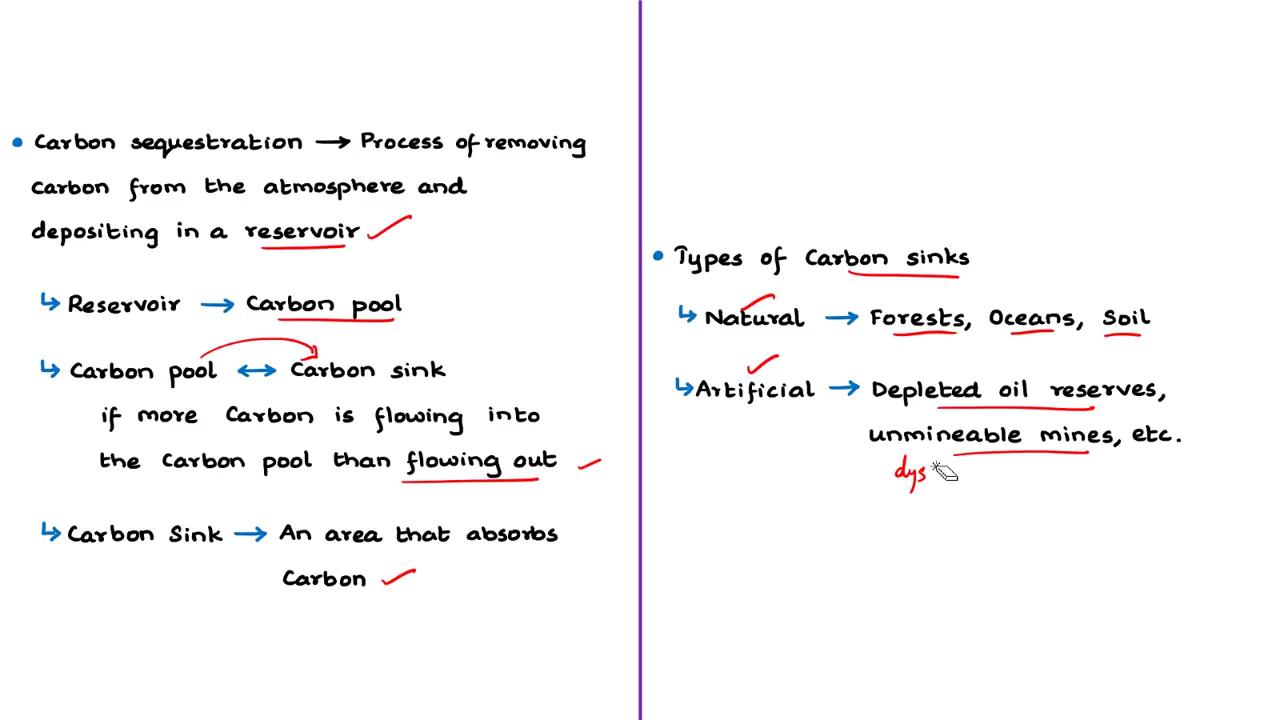 • Carbon sequestration → Process of removing
carbon from the atmosphere and
depositing in a reservoir ✓
↳ Reservoir → Carbon pool
↳ Carbon pool ↔ Carbon sink
if more Carbon is flowing into
the Carbon pool than flowing out ✓
↳ Carbon Sink → An area that absorbs
Carbon ✓
• Types of Carbon sinks
↳ Natural → Forests, Oceans, Soil
↳ Artificial → Depleted oil reserves,
unmineable mines, etc.
dys